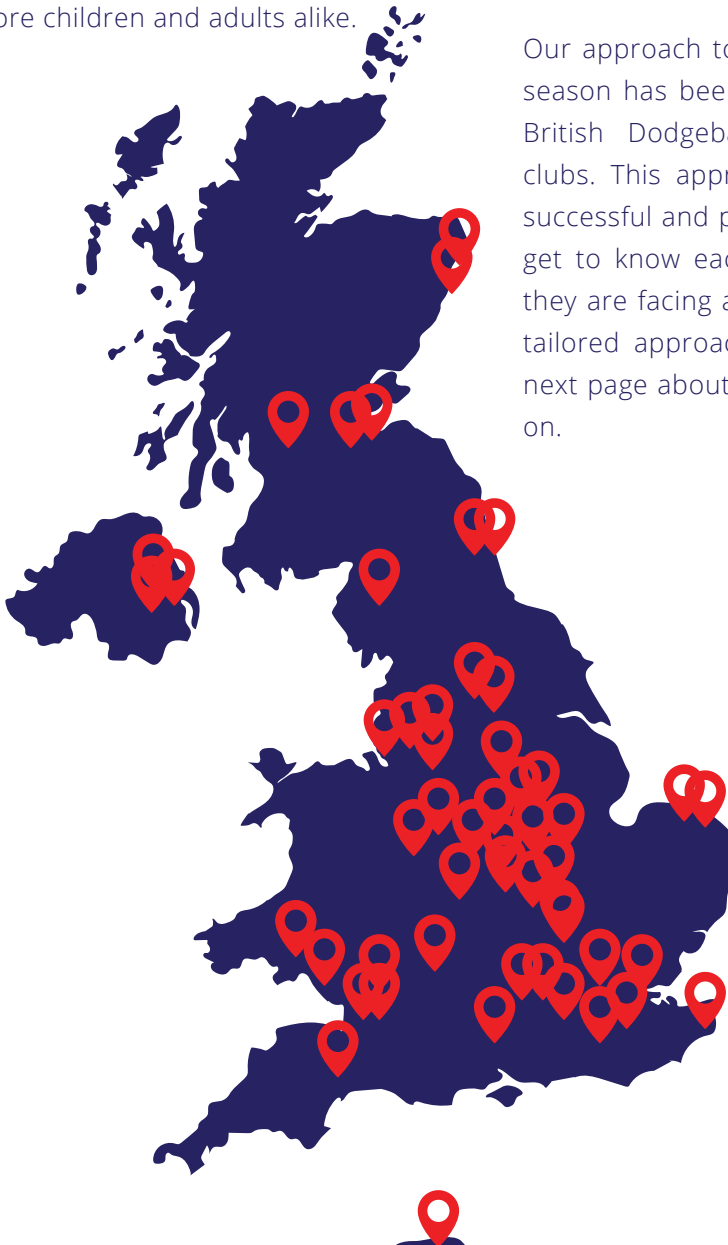 ore children and adults alike.
Our approach to
season has bee
British Dodgeb
clubs. This appr
successful and p
get to know eac
they are facing a
tailored approac
next page about
on.